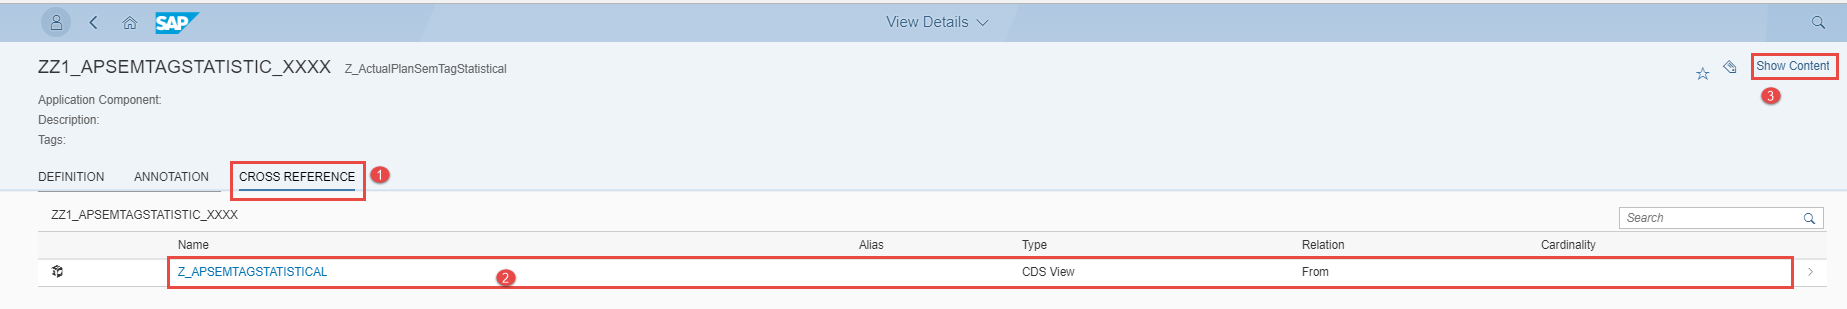 SAP
View Details
ZZ1_APSEMTAGSTATISTIC_XXXX Z_ActualPlanSemTagStatistical
Show Content
3
Application Component:
Description:
Tags:
DEFINITION ANNOTATION CROSS REFERENCE 1
ZZ1_APSEMTAGSTATISTIC_XXXX Search
Name Alias Type Relation Cardinality
Z_APSEMTAGSTATISTICAL 2 CDS View From